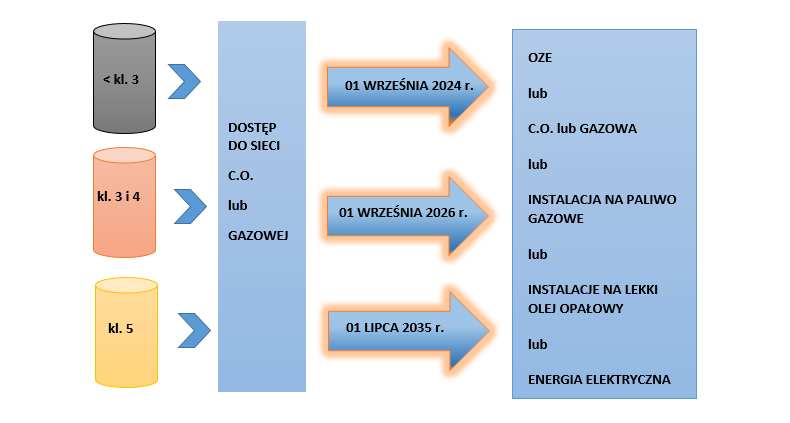 < kl. 3
kl. 3 i 4
kl. 5
DOSTĘP
DO SIECI
C.O.
lub
GAZOWEJ
01 WRZEŚNIA 2024 r.
01 WRZEŚNIA 2026 r.
01 LIPCA 2035 r.
OZE
lub
C.O. lub GAZOWA
lub
INSTALACJA NA PALIWO
GAZOWE
lub
INSTALACJE NA LEKKI
OLEJ OPAŁOWY
lub
ENERGIA ELEKTRYCZNA